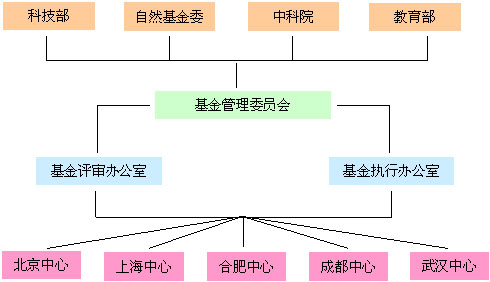 科技部
自然基金委
中科院
教育部
基金管理委员会
基金评审办公室
基金执行办公室
北京中心
上海中心
合肥中心
成都中心
武汉中心